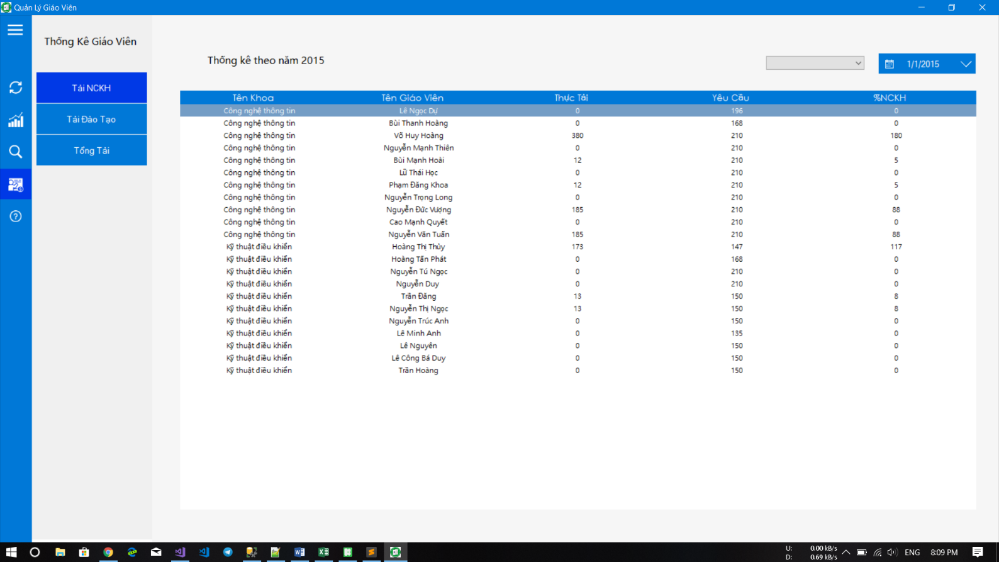 Quản Lý Giáo Viên
Thống Kê Giáo Viên
Thống kê theo năm 2015
1/1/2015
Tải NCKH
Tải Đào Tạo
Tổng Tải
Tên Khoa Tên Giáo Viên Thực Tải Yêu Cầu %NCKH
Công nghệ thông tin Lê Ngọc Dự 0 196 0
Công nghệ thông tin Bùi Thanh Hoàng 0 168 0
Công nghệ thông tin Võ Huy Hoàng 380 210 180
Công nghệ thông tin Nguyễn Mạnh Thiên 0 210 0
Công nghệ thông tin Bùi Mạnh Hoài 12 210 5
Công nghệ thông tin Lữ Thái Học 0 210 0
Công nghệ thông tin Phạm Đăng Khoa 12 210 5
Công nghệ thông tin Nguyễn Trọng Long 0 210 0
Công nghệ thông tin Nguyễn Đức Vượng 185 210 88
Công nghệ thông tin Cao Mạnh Quyết 0 210 0
Công nghệ thông tin Nguyễn Văn Tuấn 185 210 88
Kỹ thuật điều khiển Hoàng Thị Thủy 173 147 117
Kỹ thuật điều khiển Hoàng Tấn Phát 0 168 0
Kỹ thuật điều khiển Nguyễn Tú Ngọc 0 210 0
Kỹ thuật điều khiển Nguyễn Duy 0 210 0
Kỹ thuật điều khiển Trần Đăng 13 150 8
Kỹ thuật điều khiển Nguyễn Thị Ngọc 13 150 8
Kỹ thuật điều khiển Nguyễn Trúc Anh 0 150 0
Kỹ thuật điều khiển Lê Minh Anh 0 135 0
Kỹ thuật điều khiển Lê Nguyên 0 150 0
Kỹ thuật điều khiển Lê Công Bá Duy 0 150 0
Kỹ thuật điều khiển Trần Hoàng 0 150 0
U: 0.00 kB/s
D: 0.69 kB/s
ENG
8:09 PM